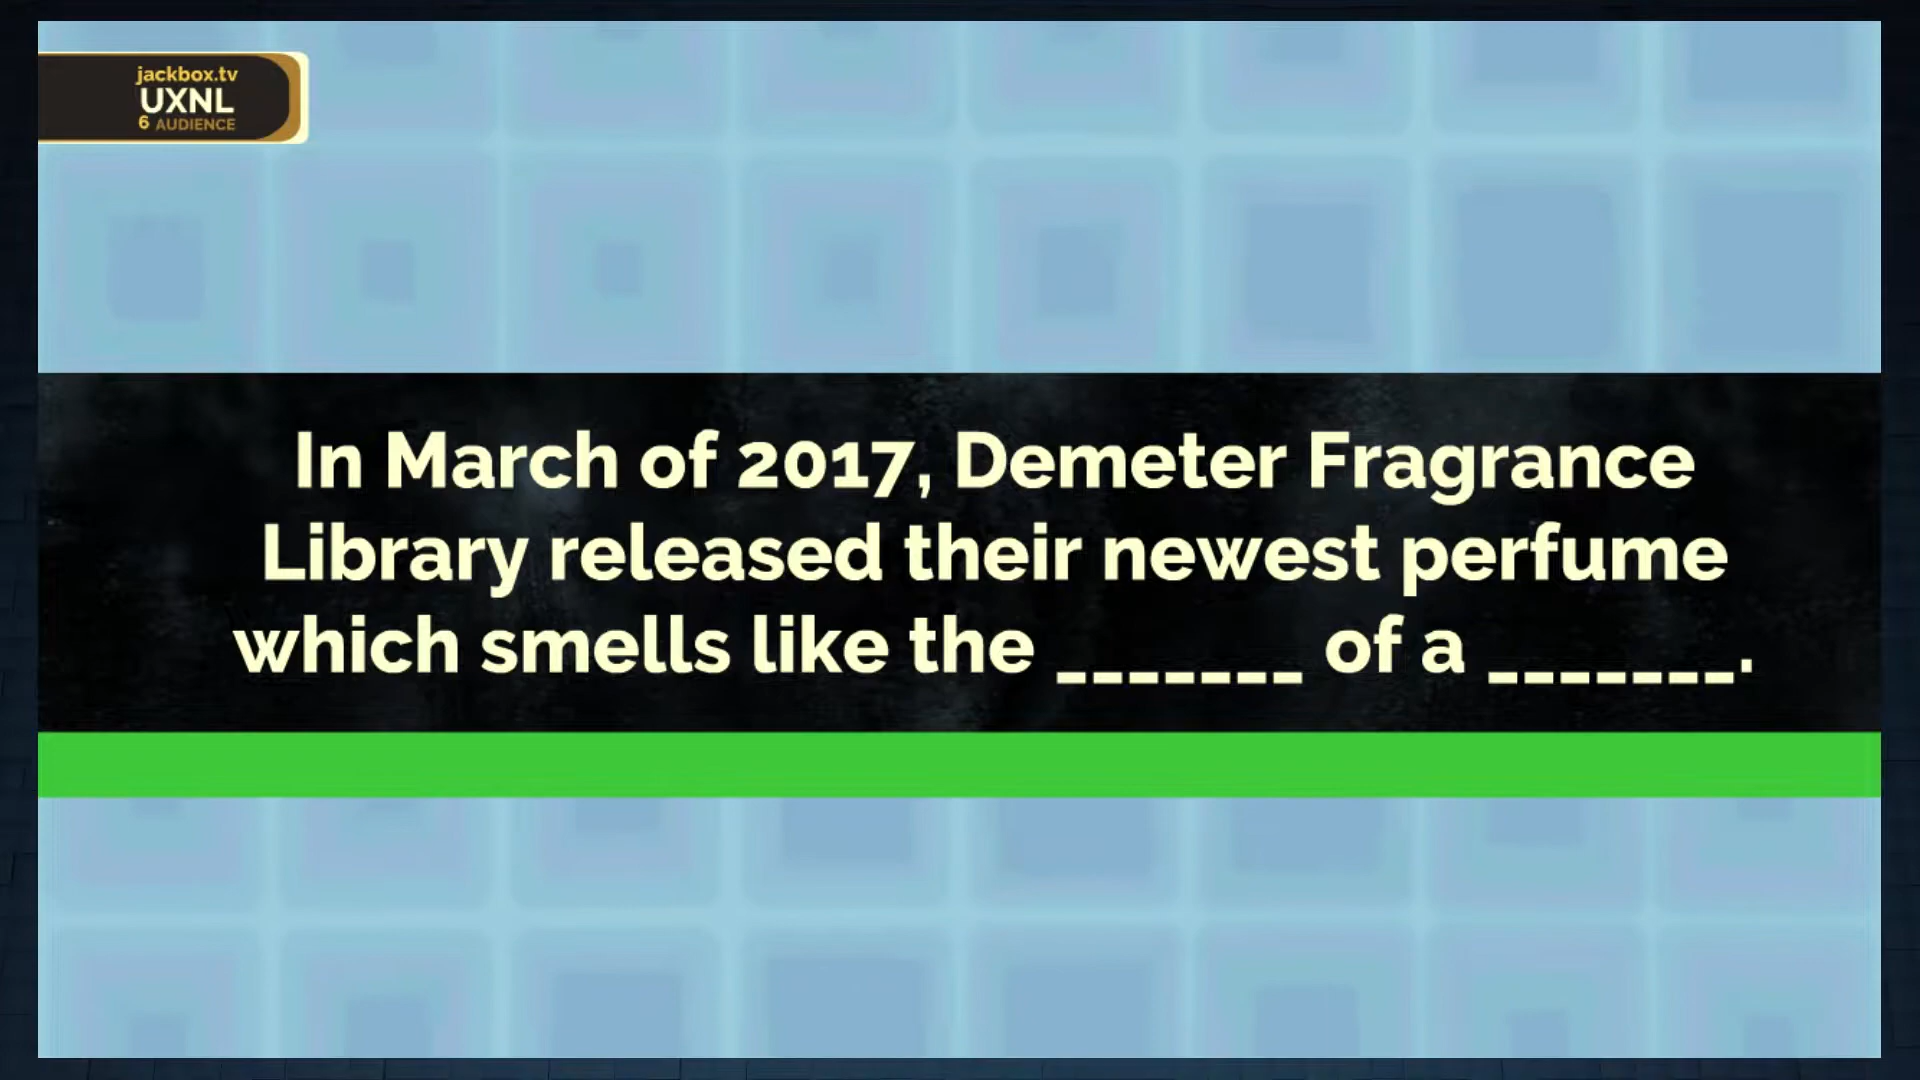 jackbox.tv
UXNL
6 AUDIENCE
In March of 2017, Demeter Fragrance
Library released their newest perfume
which smells like the _______ of a _______.